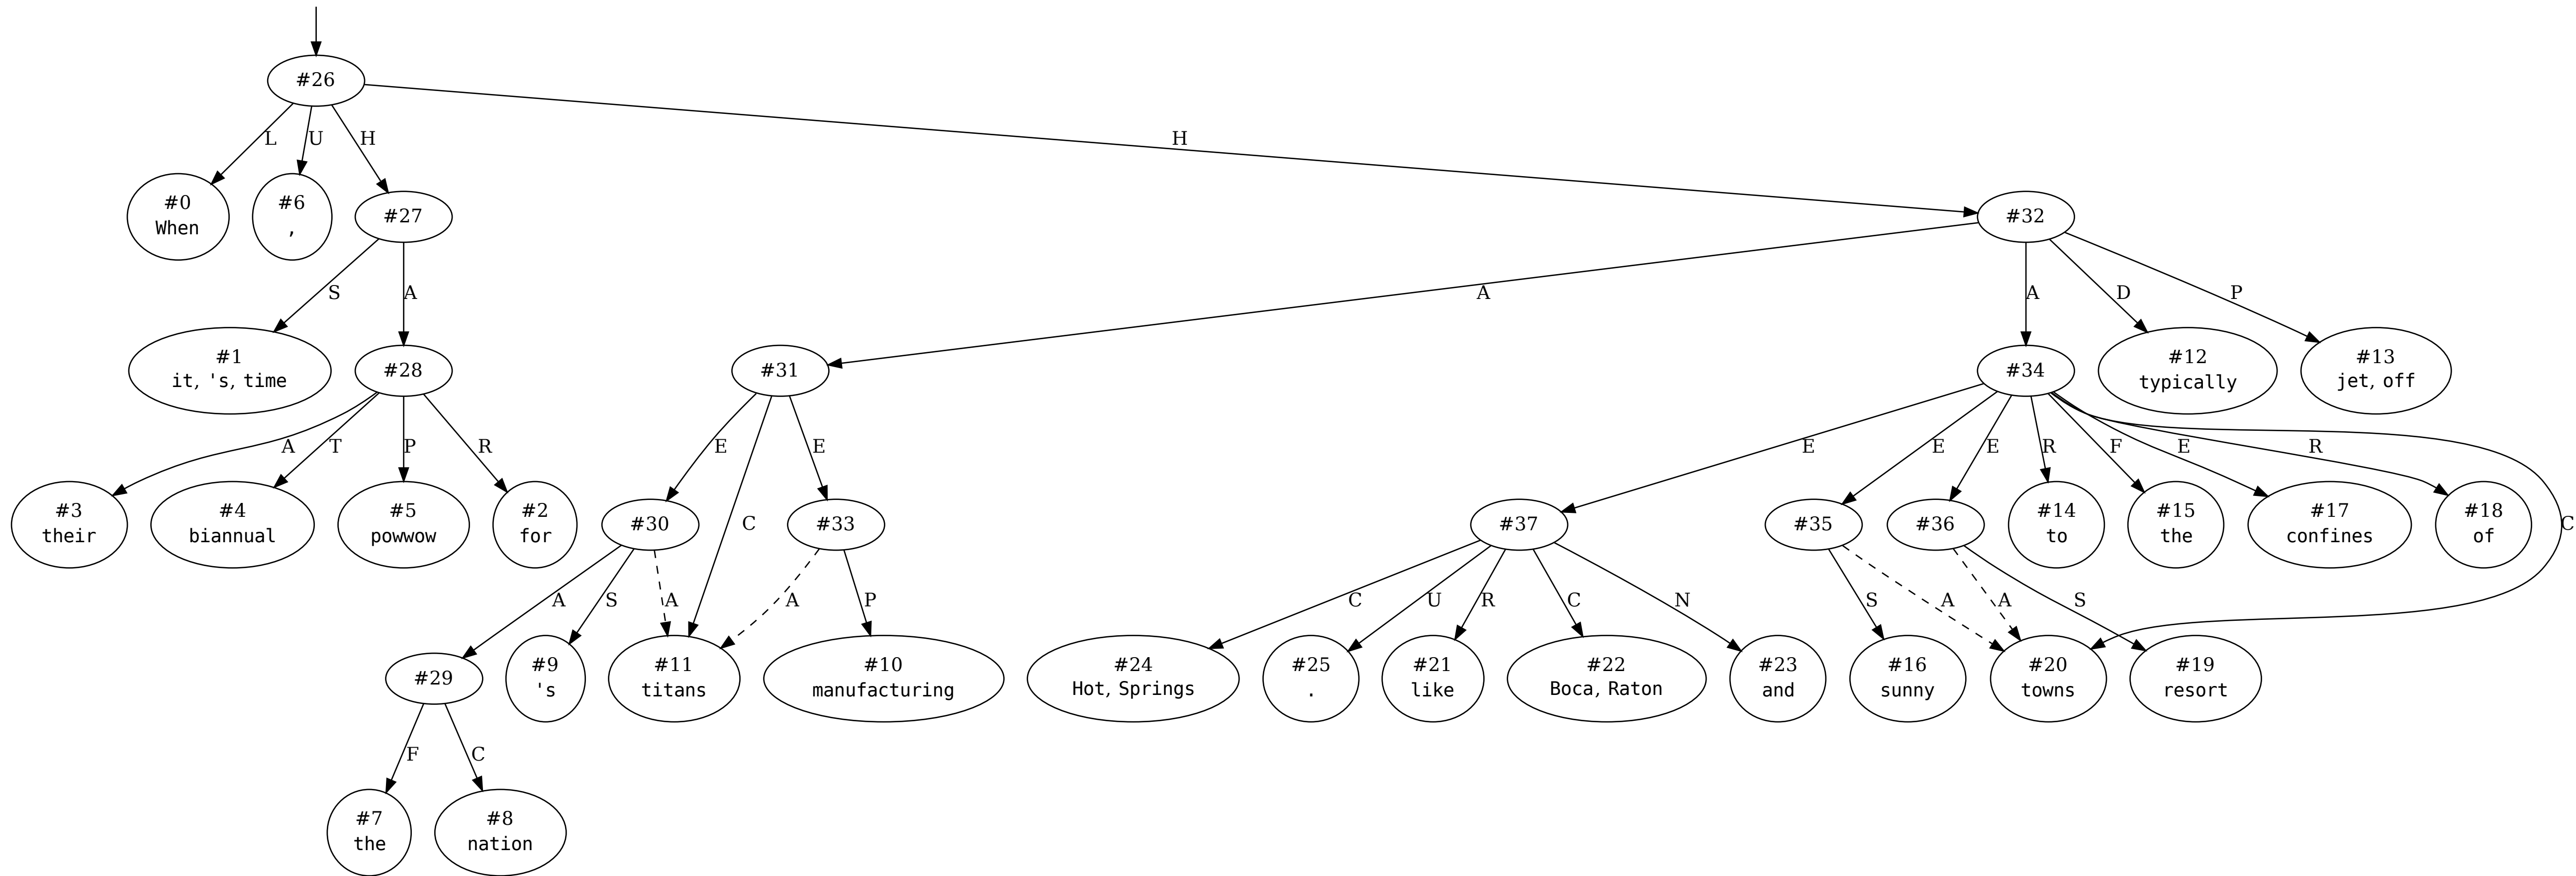 #26
L
U
H
H
#0
When
#6
,
#27
#32
S
A
A
A
D
P
#1
it, 's, time
#28
#31
#34
#12
typically
#13
jet, off
A
T
P
R
E
C
E
E
E
E
R
F
E
R
C
#3
their
#4
biannual
#5
powwow
#2
for
#30
#33
#37
#35
#36
#14
to
#15
the
#17
confines
#18
of
A
S
A
A
P
C
U
R
C
N
S
A
A
S
#29
#9
's
#11
titans
#10
manufacturing
#24
Hot, Springs
#25
.
#21
like
#22
Boca, Raton
#23
and
#16
sunny
#20
towns
#19
resort
F
C
#7
the
#8
nation